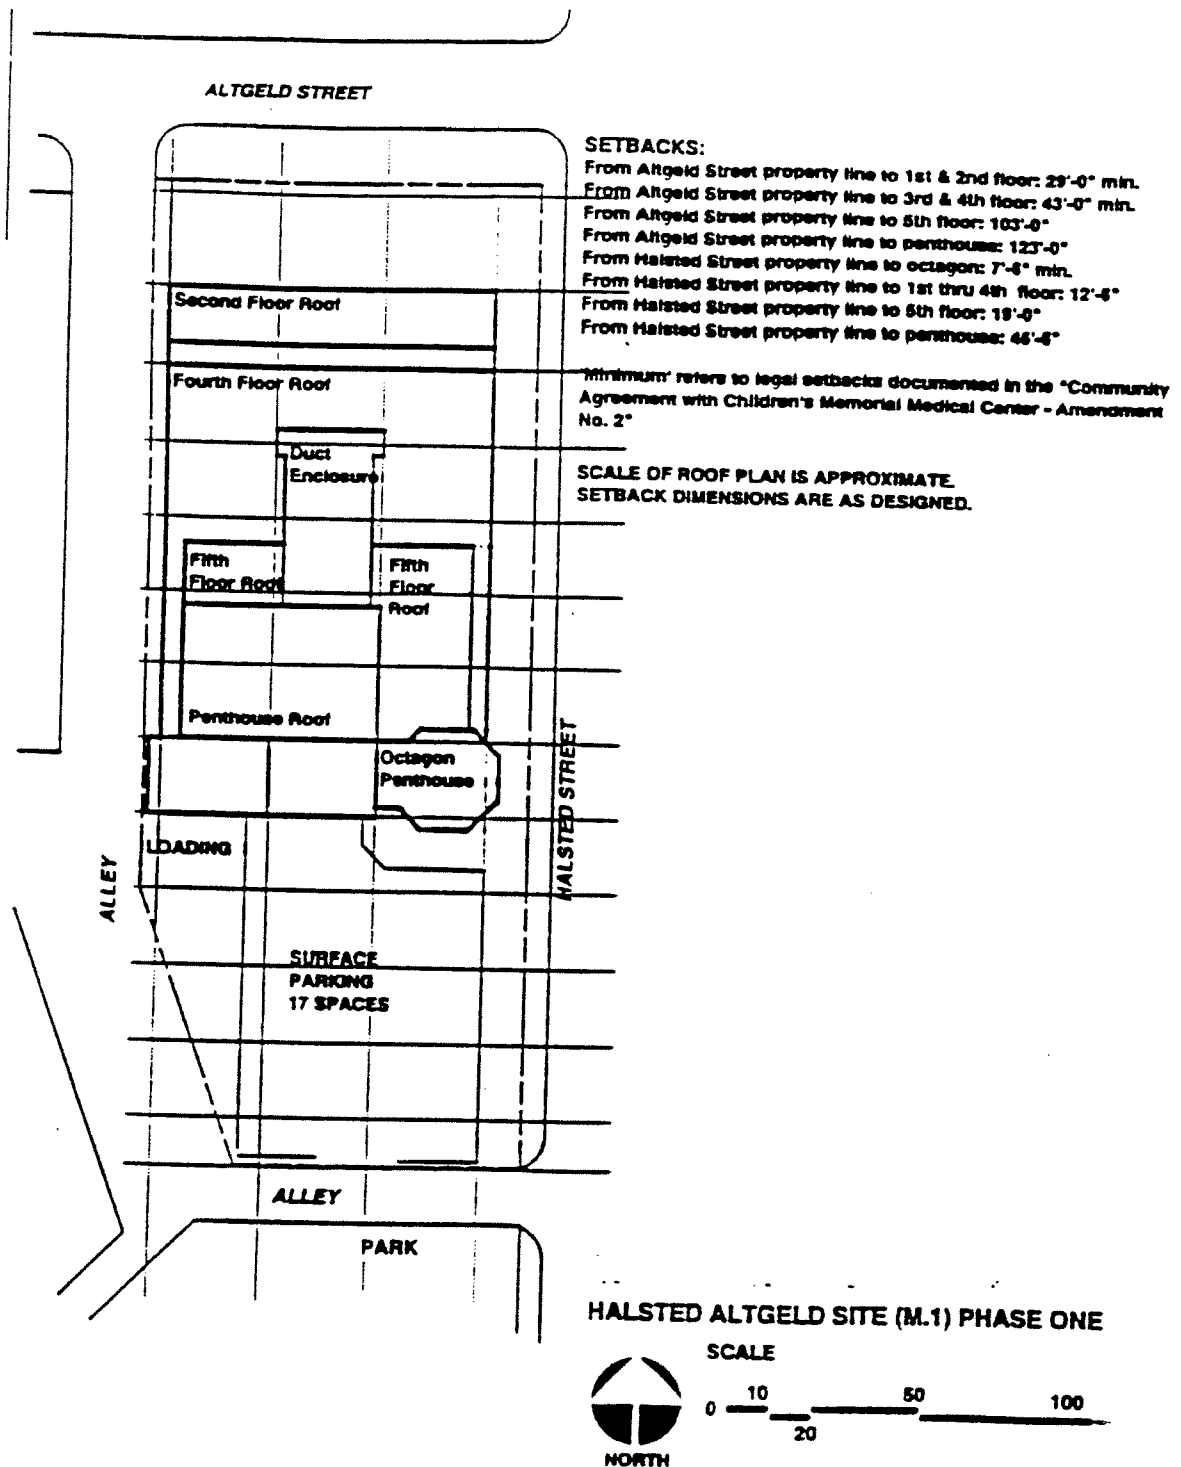 ALTGELD STREET
SETBACKS:
From Altgeld Street property line to 1st & 2nd floor: 29'-0" min.
From Altgeld Street property line to 3rd & 4th floor: 43'-0" min.
From Altgeld Street property line to 5th floor: 103'-0"
From Altgeld Street property line to penthouse: 123'-0"
From Halsted Street property line to octagon: 7'-6" min.
From Halsted Street property line to 1st thru 4th floor: 12'-6"
From Halsted Street property line to 5th floor: 19'-0"
From Halsted Street property line to penthouse: 46'-6"
'Minimum' refers to legal setbacks documented in the "Community
Agreement with Children's Memorial Medical Center - Amendment
No. 2"
SCALE OF ROOF PLAN IS APPROXIMATE.
SETBACK DIMENSIONS ARE AS DESIGNED.
Second Floor Roof
Fourth Floor Roof
Duct
Enclosure
Fifth
Floor Roof
Fifth
Floor
Roof
Penthouse Roof
Octagon
Penthouse
HALSTED STREET
LOADING
ALLEY
SURFACE
PARKING
17 SPACES
ALLEY
PARK
HALSTED ALTGELD SITE (M.1) PHASE ONE
SCALE
0 10 50 100
20
NORTH